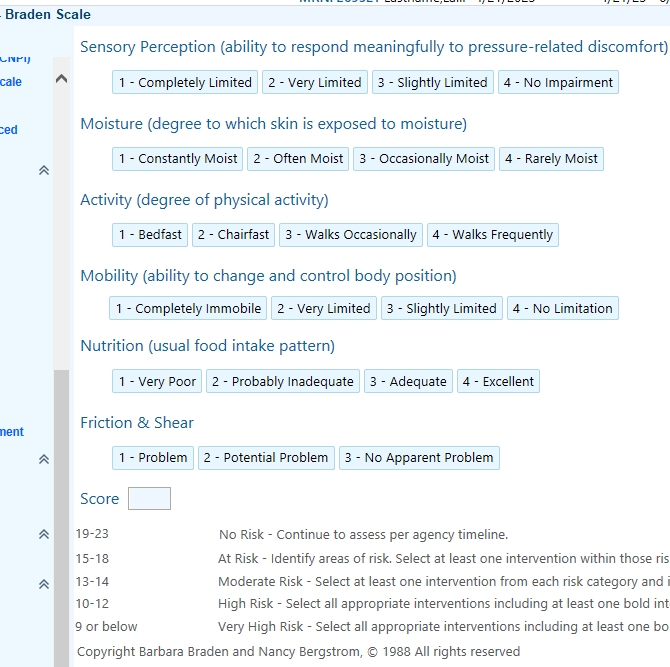 Braden Scale
CNPI)
cale
ced
ment
Sensory Perception (ability to respond meaningfully to pressure-related discomfort)
1 - Completely Limited 2 - Very Limited 3 - Slightly Limited 4 - No Impairment
Moisture (degree to which skin is exposed to moisture)
1 - Constantly Moist 2 - Often Moist 3 - Occasionally Moist 4 - Rarely Moist
Activity (degree of physical activity)
1 - Bedfast 2 - Chairfast 3 - Walks Occasionally 4 - Walks Frequently
Mobility (ability to change and control body position)
1 - Completely Immobile 2 - Very Limited 3 - Slightly Limited 4 - No Limitation
Nutrition (usual food intake pattern)
1 - Very Poor 2 - Probably Inadequate 3 - Adequate 4 - Excellent
Friction & Shear
1 - Problem 2 - Potential Problem 3 - No Apparent Problem
Score
19-23 No Risk - Continue to assess per agency timeline.
15-18 At Risk - Identify areas of risk. Select at least one intervention within those ris
13-14 Moderate Risk - Select at least one intervention from each risk category and i
10-12 High Risk - Select all appropriate interventions including at least one bold int
9 or below Very High Risk - Select all appropriate interventions including at least one bo
Copyright Barbara Braden and Nancy Bergstrom, © 1988 All rights reserved